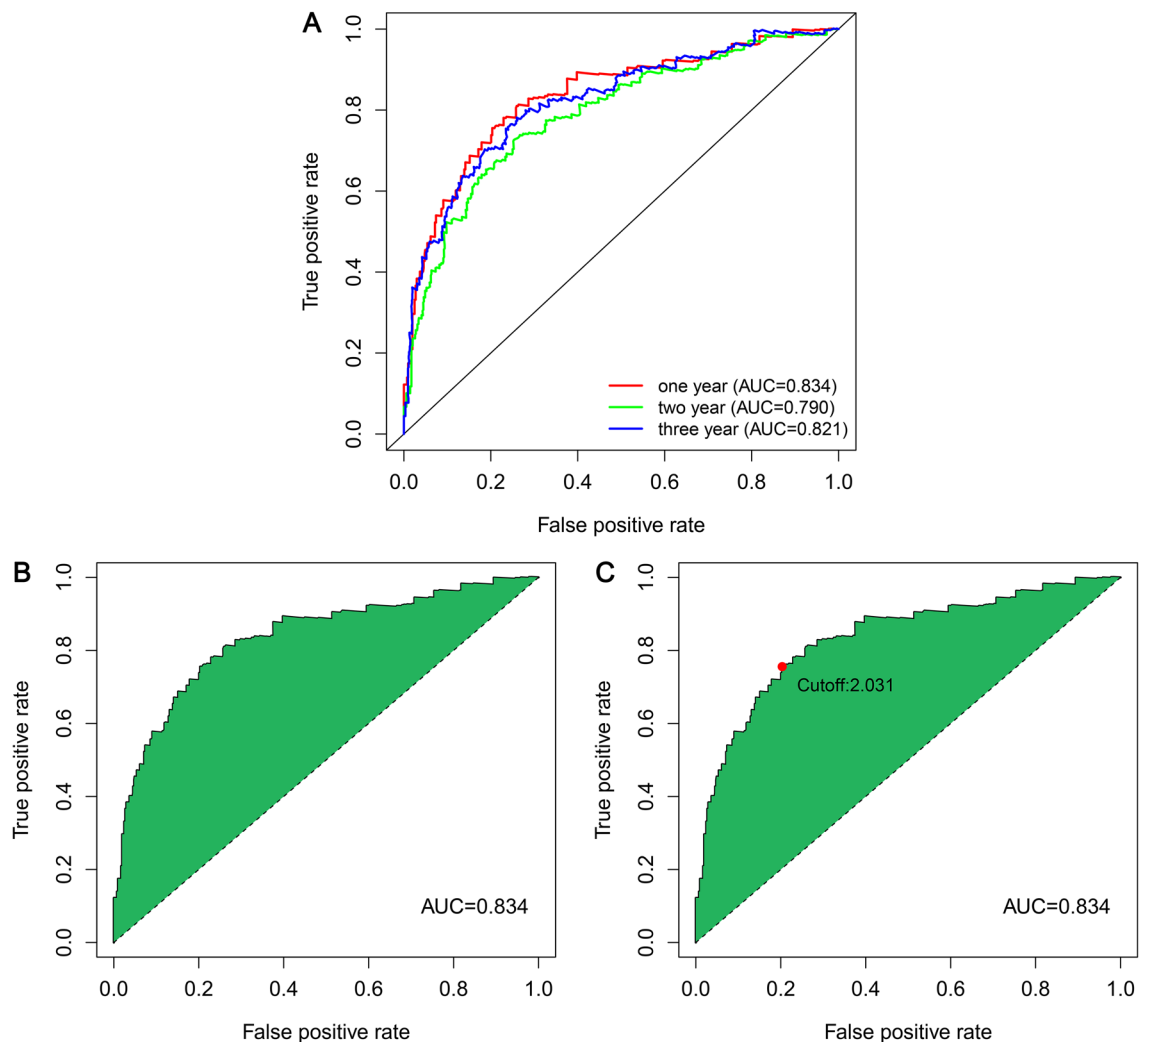 A
1.0
0.8
0.6
0.4
0.2
0.0
True positive rate
one year (AUC=0.834)
two year (AUC=0.790)
three year (AUC=0.821)
0.0 0.2 0.4 0.6 0.8 1.0
False positive rate
B
1.0
0.8
0.6
0.4
0.2
0.0
True positive rate
AUC=0.834
0.0 0.2 0.4 0.6 0.8 1.0
False positive rate
C
1.0
0.8
0.6
0.4
0.2
0.0
True positive rate
Cutoff:2.031
AUC=0.834
0.0 0.2 0.4 0.6 0.8 1.0
False positive rate